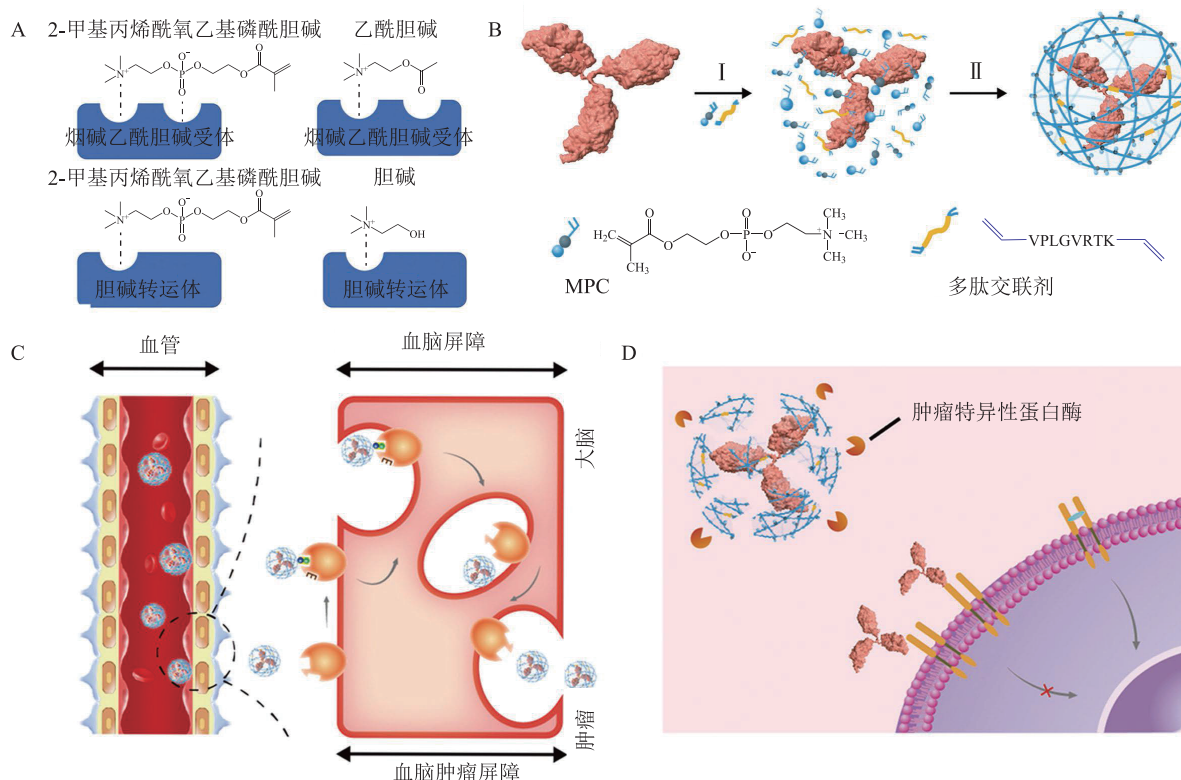 A
2-甲基丙烯酰氧乙基磷酰胆碱
乙酰胆碱
N+
O-
O
P
O
O
O
O
N+
O
O
烟碱乙酰胆碱受体
烟碱乙酰胆碱受体
2-甲基丙烯酰氧乙基磷酰胆碱
胆碱
N+
O
O-
P
O
O
O
O
N+
OH
胆碱转运体
胆碱转运体
B
Ⅰ
Ⅱ
H2C
CH3
O
O
O
P
O
O-
O
N+
CH3
CH3
CH3
MPC
VPLGVRTK
多肽交联剂
C
血管
血脑屏障
大脑
肿瘤
血脑肿瘤屏障
D
肿瘤特异性蛋白酶